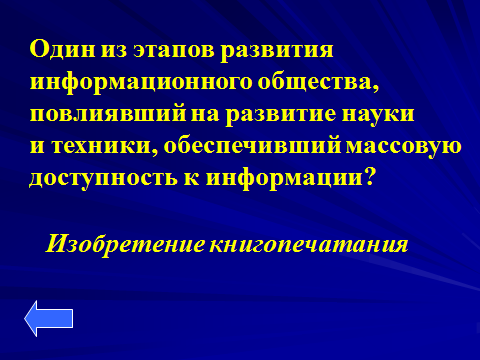 Один из этапов развития
информационного общества,
повлиявший на развитие науки
и техники, обеспечивший массовую
доступность к информации?
Изобретение книгопечатания